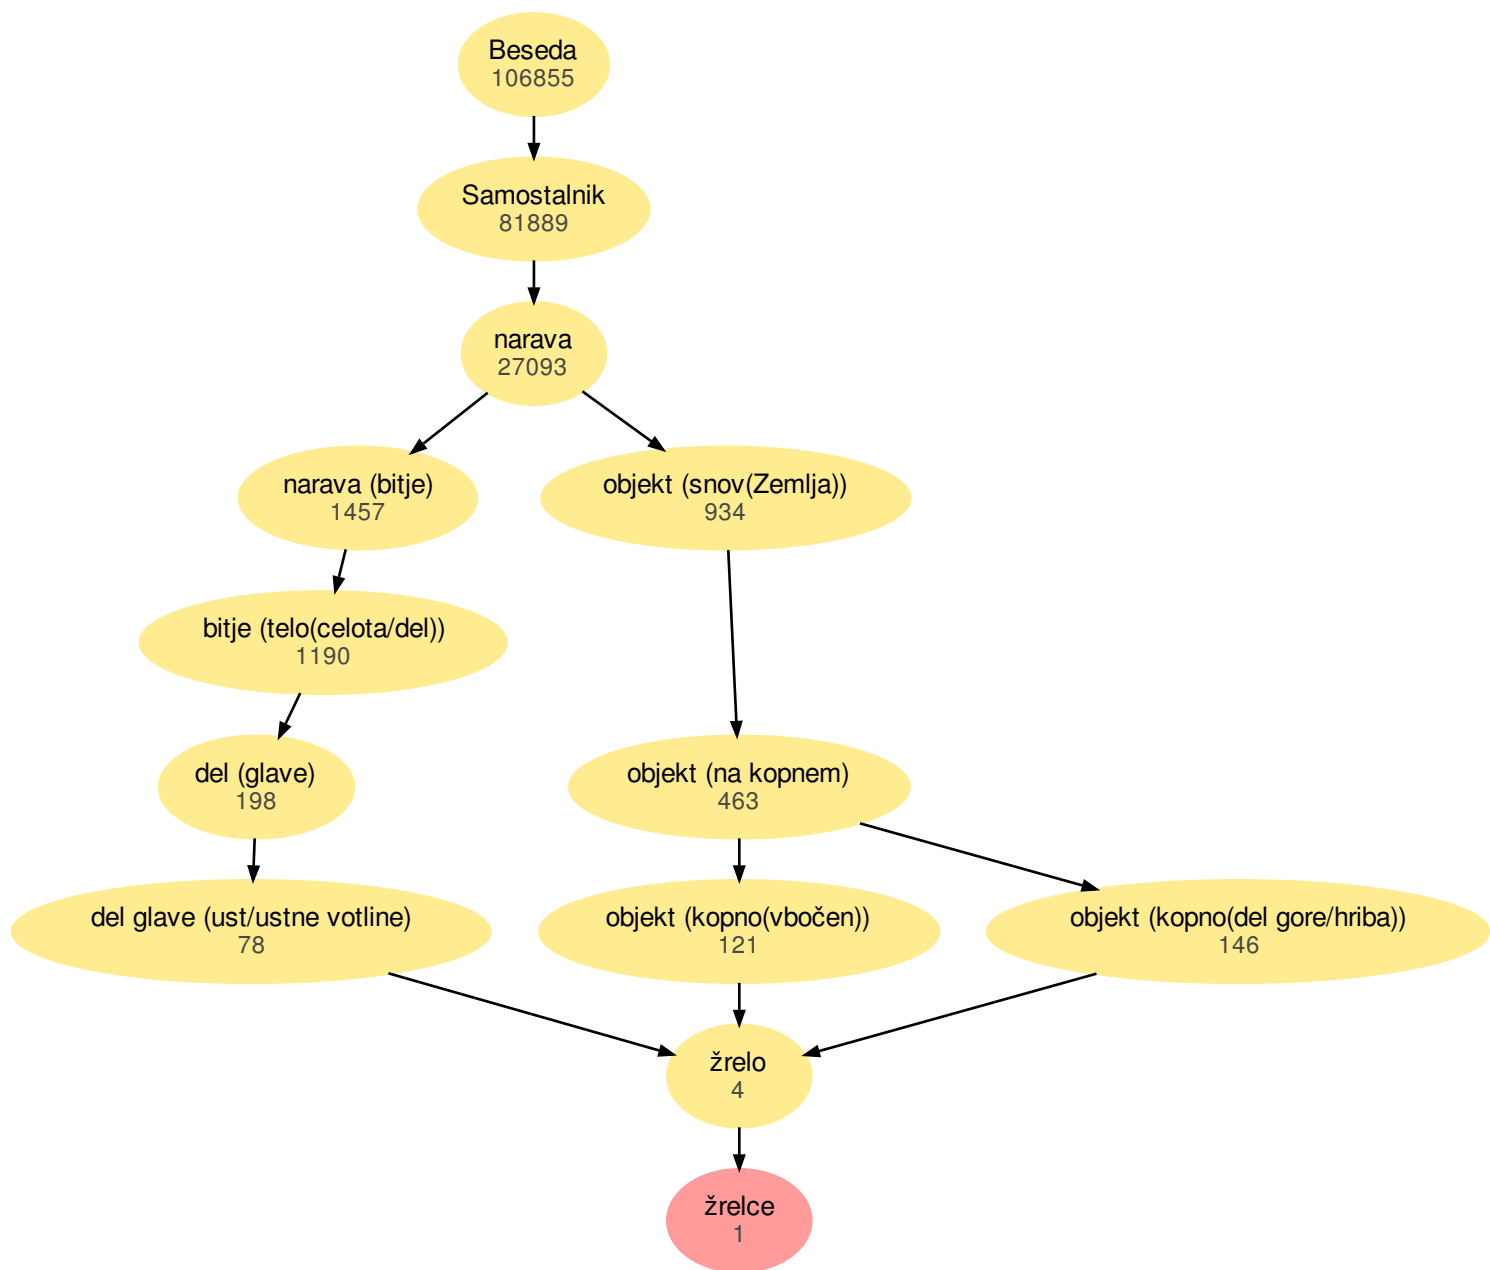 Beseda
106855
Samostalnik
81889
narava
27093
narava (bitje)
1457
objekt (snov(Zemlja))
934
bitje (telo(celota/del))
1190
del (glave)
198
objekt (na kopnem)
463
del glave (ust/ustne votline)
78
objekt (kopno(vbočen))
121
objekt (kopno(del gore/hriba))
146
žrelo
4
žrelce
1